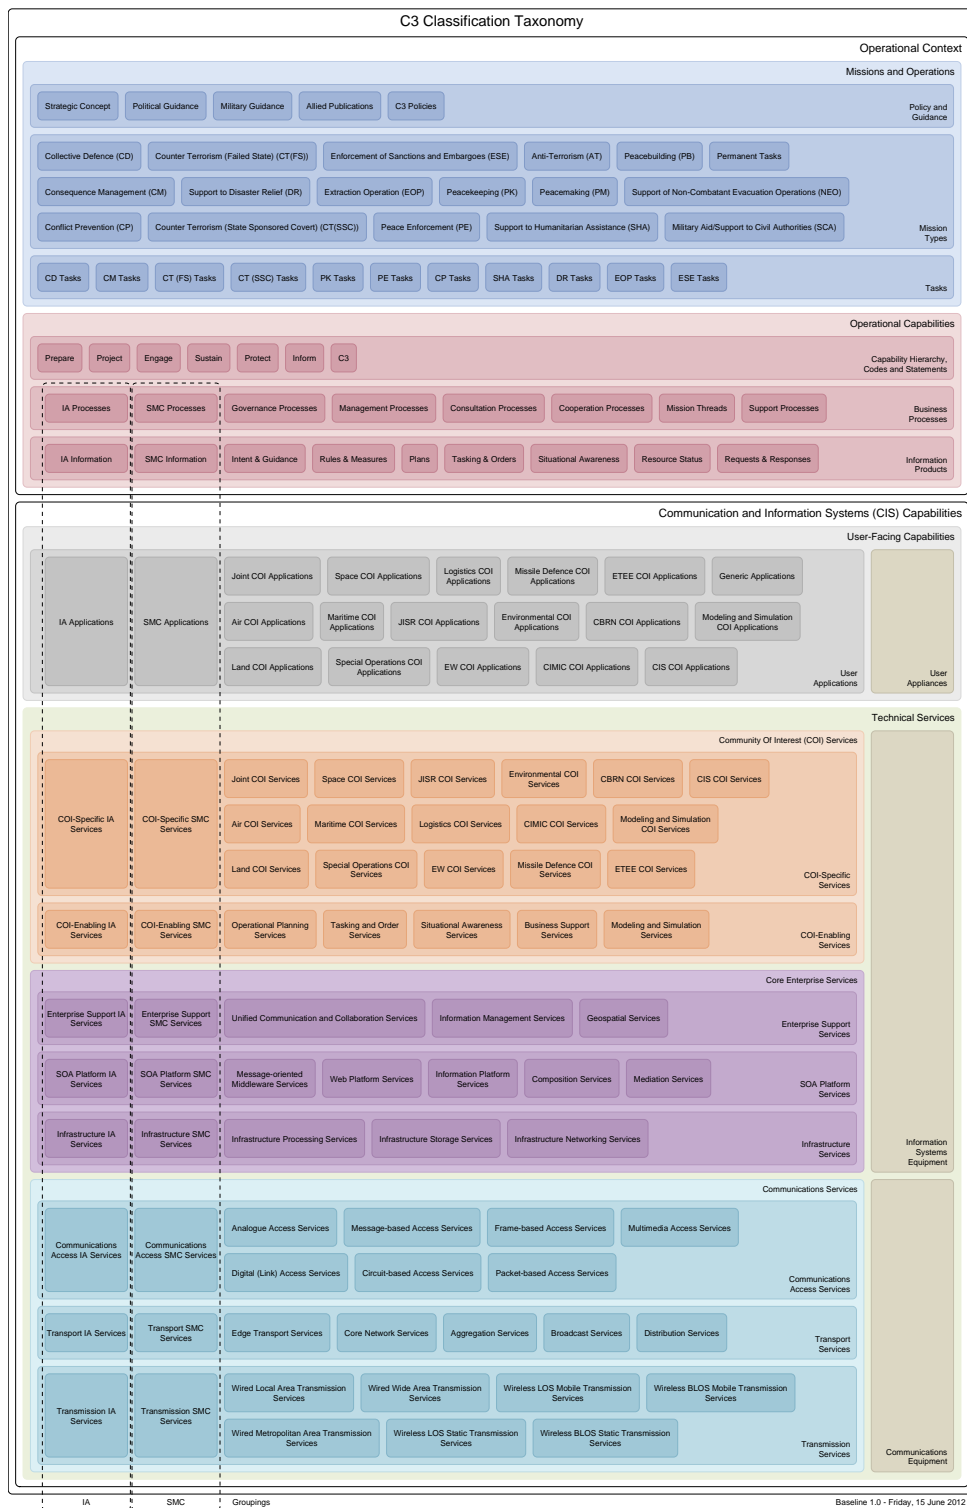 C3 Classification Taxonomy
Operational Context
Missions and Operations
Strategic Concept
Political Guidance
Military Guidance
Allied Publications
C3 Policies
Policy and
Guidance
Collective Defence (CD)
Counter Terrorism (Failed State) (CT(FS))
Enforcement of Sanctions and Embargoes (ESE)
Anti-Terrorism (AT)
Peacebuilding (PB)
Permanent Tasks
Consequence Management (CM)
Support to Disaster Relief (DR)
Extraction Operation (EOP)
Peacekeeping (PK)
Peacemaking (PM)
Support of Non-Combatant Evacuation Operations (NEO)
Conflict Prevention (CP)
Counter Terrorism (State Sponsored Covert) (CT(SSC))
Peace Enforcement (PE)
Support to Humanitarian Assistance (SHA)
Military Aid/Support to Civil Authorities (SCA)
Mission
Types
CD Tasks
CM Tasks
CT (FS) Tasks
CT (SSC) Tasks
PK Tasks
PE Tasks
CP Tasks
SHA Tasks
DR Tasks
EOP Tasks
ESE Tasks
Tasks
Operational Capabilities
Prepare
Project
Engage
Sustain
Protect
Inform
C3
Capability Hierarchy,
Codes and Statements
IA Processes
SMC Processes
Governance Processes
Management Processes
Consultation Processes
Cooperation Processes
Mission Threads
Support Processes
Business
Processes
IA Information
SMC Information
Intent & Guidance
Rules & Measures
Plans
Tasking & Orders
Situational Awareness
Resource Status
Requests & Responses
Information
Products
Communication and Information Systems (CIS) Capabilities
User-Facing Capabilities
IA Applications
SMC Applications
Joint COI Applications
Space COI Applications
Logistics COI
Applications
Missile Defence COI
Applications
ETEE COI Applications
Generic Applications
Air COI Applications
Maritime COI
Applications
JISR COI Applications
Environmental COI
Applications
CBRN COI Applications
Modeling and Simulation
COI Applications
Land COI Applications
Special Operations COI
Applications
EW COI Applications
CIMIC COI Applications
CIS COI Applications
User
Applications
User
Appliances
Technical Services
Community Of Interest (COI) Services
COI-Specific IA
Services
COI-Specific SMC
Services
Joint COI Services
Space COI Services
JISR COI Services
Environmental COI
Services
CBRN COI Services
CIS COI Services
Air COI Services
Maritime COI Services
Logistics COI Services
CIMIC COI Services
Modeling and Simulation
COI Services
Land COI Services
Special Operations COI
Services
EW COI Services
Missile Defence COI
Services
ETEE COI Services
COI-Specific
Services
COI-Enabling IA
Services
COI-Enabling SMC
Services
Operational Planning
Services
Tasking and Order
Services
Situational Awareness
Services
Business Support
Services
Modeling and Simulation
Services
COI-Enabling
Services
Core Enterprise Services
Enterprise Support IA
Services
Enterprise Support
SMC Services
Unified Communication and Collaboration Services
Information Management Services
Geospatial Services
Enterprise Support
Services
SOA Platform IA
Services
SOA Platform SMC
Services
Message-oriented
Middleware Services
Web Platform Services
Information Platform
Services
Composition Services
Mediation Services
SOA Platform
Services
Infrastructure IA
Services
Infrastructure SMC
Services
Infrastructure Processing Services
Infrastructure Storage Services
Infrastructure Networking Services
Infrastructure
Services
Information
Systems
Equipment
Communications Services
Communications
Access IA Services
Communications
Access SMC Services
Analogue Access Services
Message-based Access Services
Frame-based Access Services
Multimedia Access Services
Digital (Link) Access Services
Circuit-based Access Services
Packet-based Access Services
Communications
Access Services
Transport IA Services
Transport SMC
Services
Edge Transport Services
Core Network Services
Aggregation Services
Broadcast Services
Distribution Services
Transport
Services
Transmission IA
Services
Transmission SMC
Services
Wired Local Area Transmission
Services
Wired Wide Area Transmission
Services
Wireless LOS Mobile Transmission
Services
Wireless BLOS Mobile Transmission
Services
Wired Metropolitan Area Transmission
Services
Wireless LOS Static Transmission
Services
Wireless BLOS Static Transmission
Services
Transmission
Services
Communications
Equipment
IA
SMC
Groupings
Baseline 1.0 - Friday, 15 June 2012